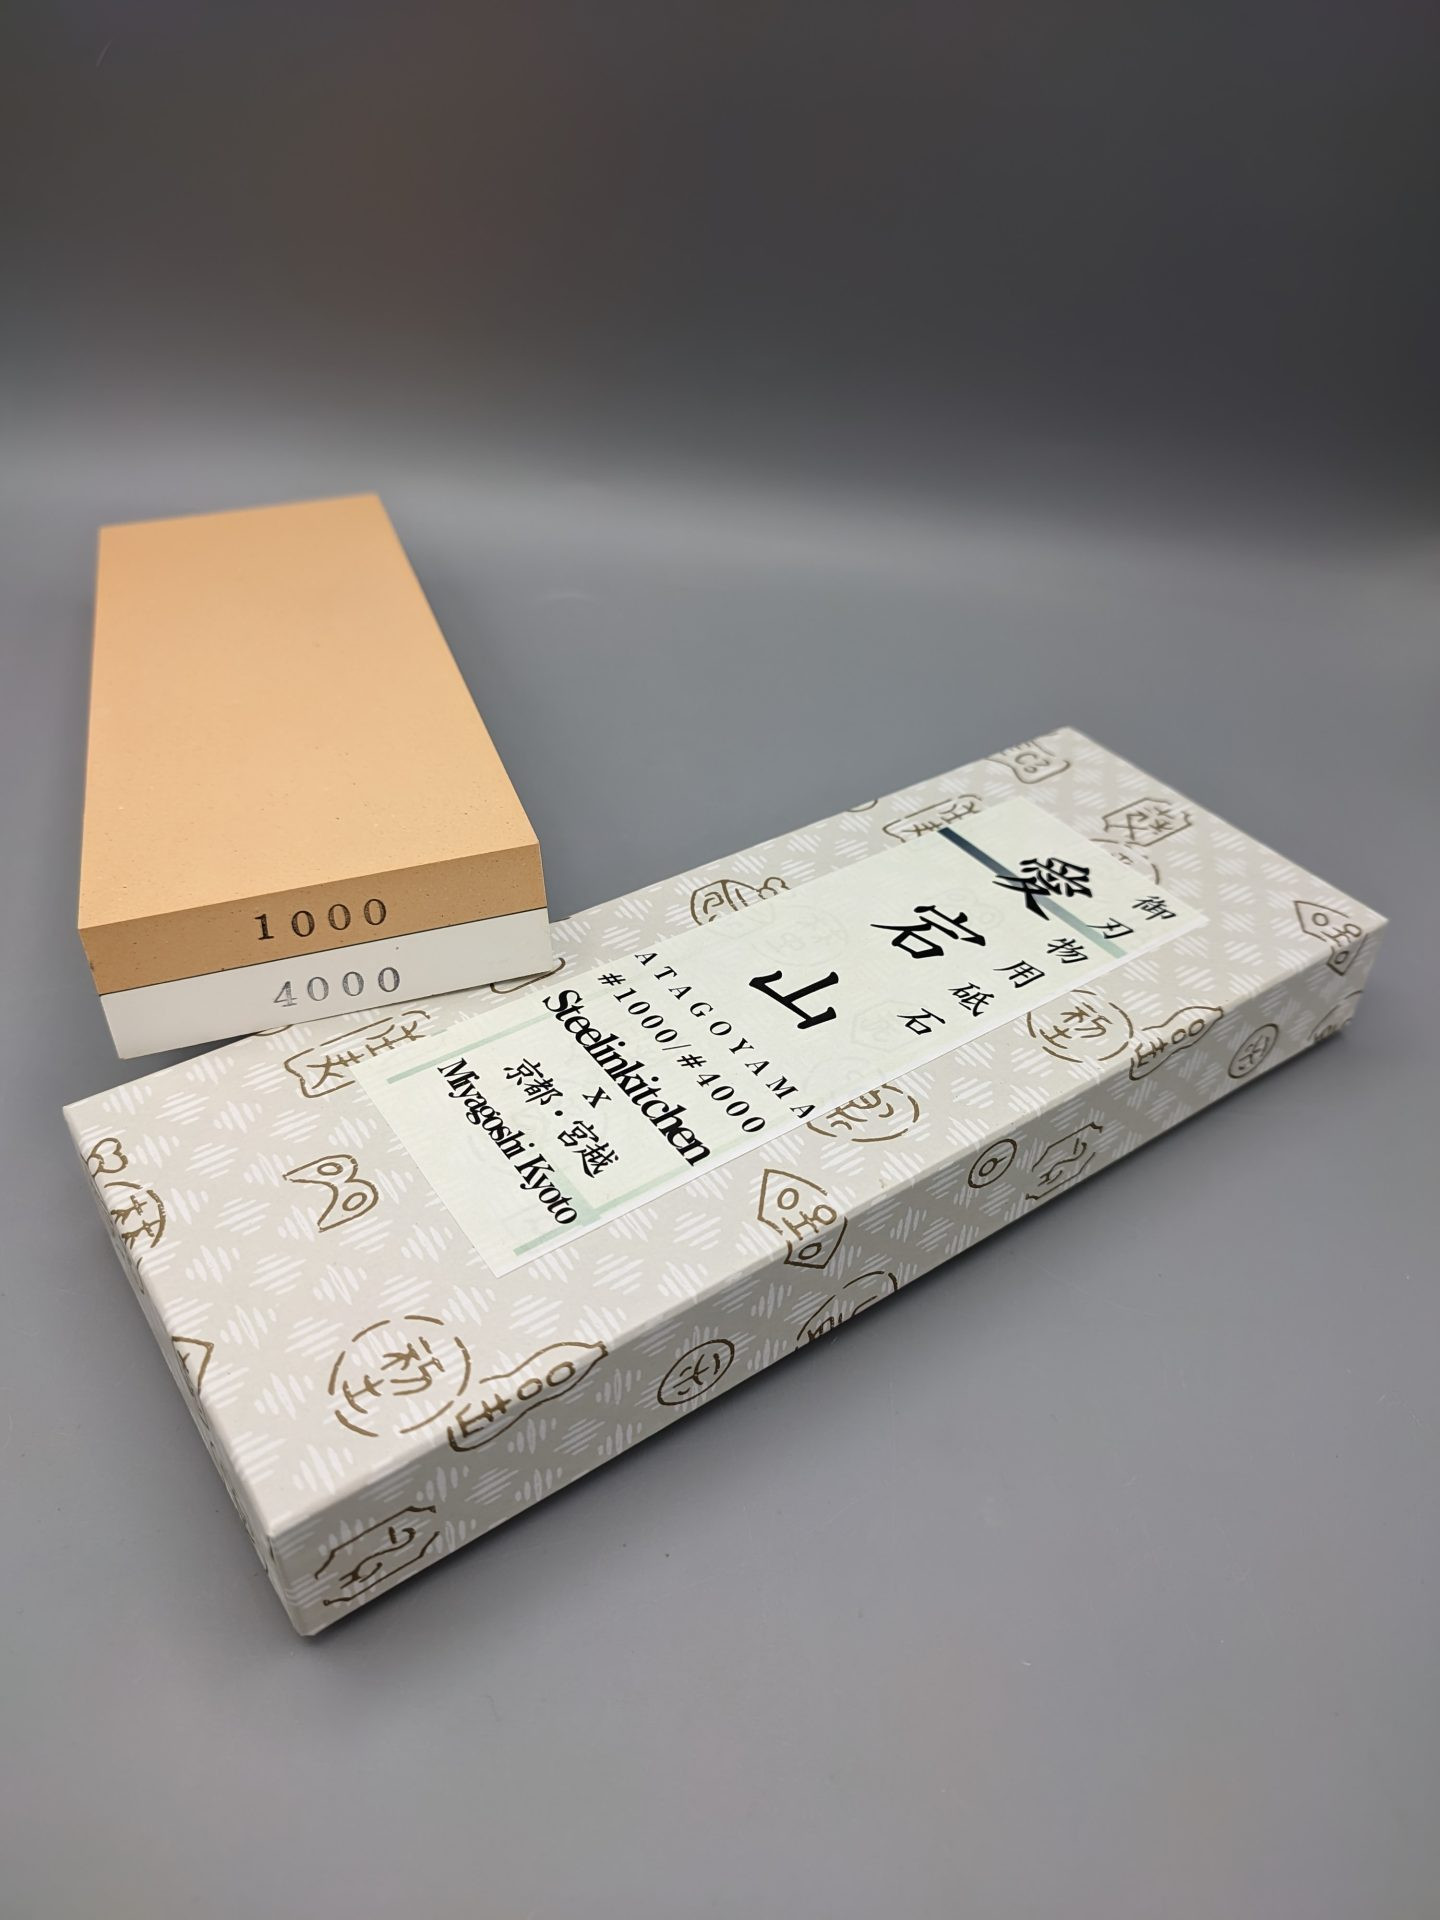 1000
4000
御刃物用砥石
愛宕山
ATAGOYAMA
#1000/#4000
Steelinkitchen
x
京都・宮越
Miyagoshi Kyoto